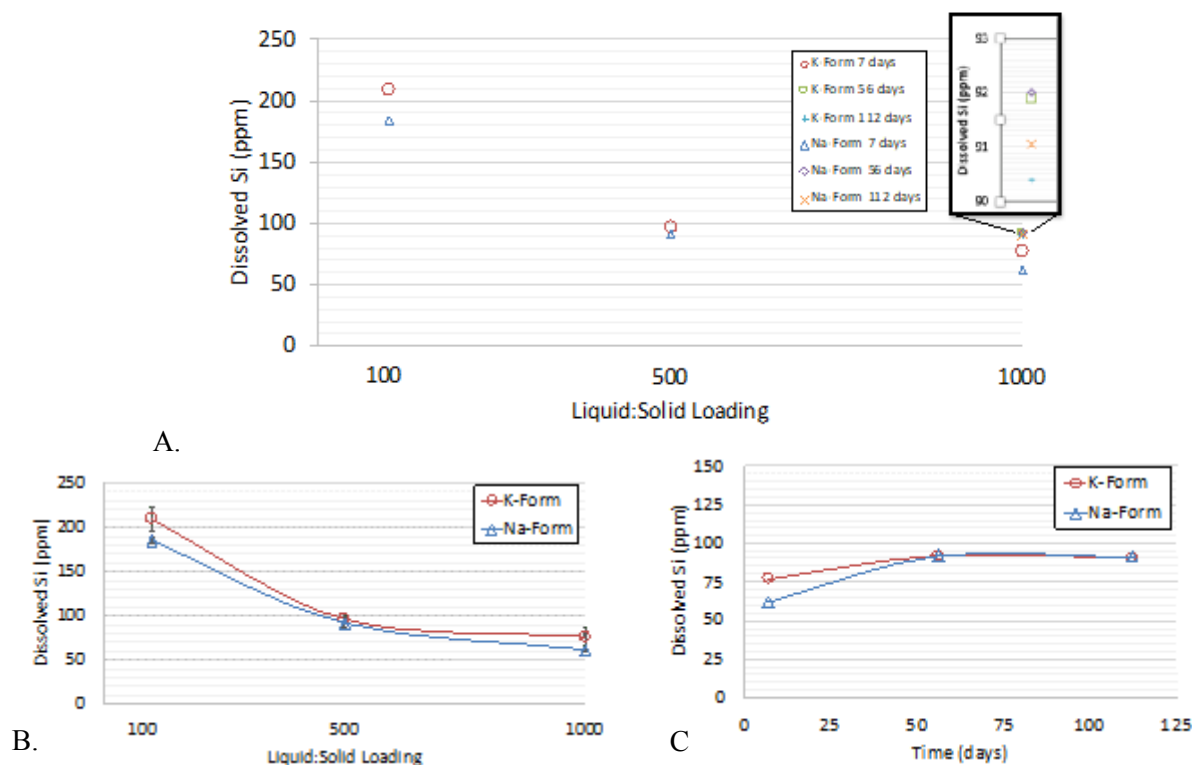 250
200
150
100
50
0
Dissolved Si (ppm)
100
500
1000
Liquid:Solid Loading
K-Form 7 days
K-Form 56 days
K-Form 112 days
Na-Form 7 days
Na-Form 56 days
Na-Form 112 days
93
92
91
90
Dissolved Si (ppm)
A.
250
200
150
100
50
0
Dissolved Si (ppm)
K-Form
Na-Form
100
500
1000
Liquid:Solid Loading
B.
150
125
100
75
50
25
0
Dissolved Si (ppm)
K-Form
Na-Form
0
25
50
75
100
125
Time (days)
C